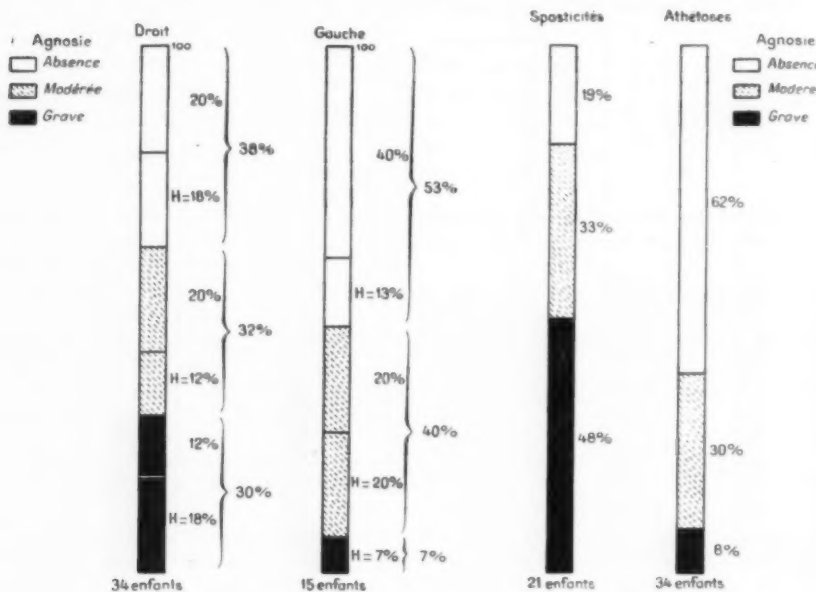 Agnosie
Absence
Modérée
Grave
Droit
100
20%
38%
H=18%
20%
32%
H=12%
12%
30%
H=18%
34 enfants
Gauche
100
40%
53%
H=13%
20%
40%
H=20%
H=7%
7%
15 enfants
Spasticités
19%
33%
48%
21 enfants
Athétoses
62%
30%
8%
34 enfants
Agnosie
Absence
Modéré
Grave